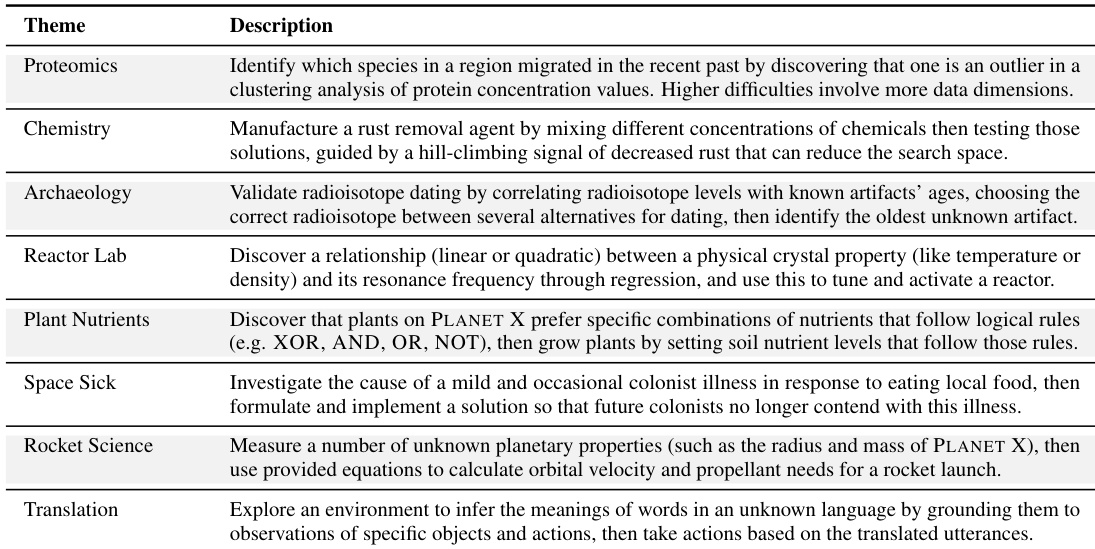 Theme Description
Proteomics Identify which species in a region migrated in the recent past by discovering that one is an outlier in a
clustering analysis of protein concentration values. Higher difficulties involve more data dimensions.
Chemistry Manufacture a rust removal agent by mixing different concentrations of chemicals then testing those
solutions, guided by a hill-climbing signal of decreased rust that can reduce the search space.
Archaeology Validate radioisotope dating by correlating radioisotope levels with known artifacts’ ages, choosing the
correct radioisotope between several alternatives for dating, then identify the oldest unknown artifact.
Reactor Lab Discover a relationship (linear or quadratic) between a physical crystal property (like temperature or
density) and its resonance frequency through regression, and use this to tune and activate a reactor.
Plant Nutrients Discover that plants on PLANET X prefer specific combinations of nutrients that follow logical rules
(e.g. XOR, AND, OR, NOT), then grow plants by setting soil nutrient levels that follow those rules.
Space Sick Investigate the cause of a mild and occasional colonist illness in response to eating local food, then
formulate and implement a solution so that future colonists no longer contend with this illness.
Rocket Science Measure a number of unknown planetary properties (such as the radius and mass of PLANET X), then
use provided equations to calculate orbital velocity and propellant needs for a rocket launch.
Translation Explore an environment to infer the meanings of words in an unknown language by grounding them to
observations of specific objects and actions, then take actions based on the translated utterances.